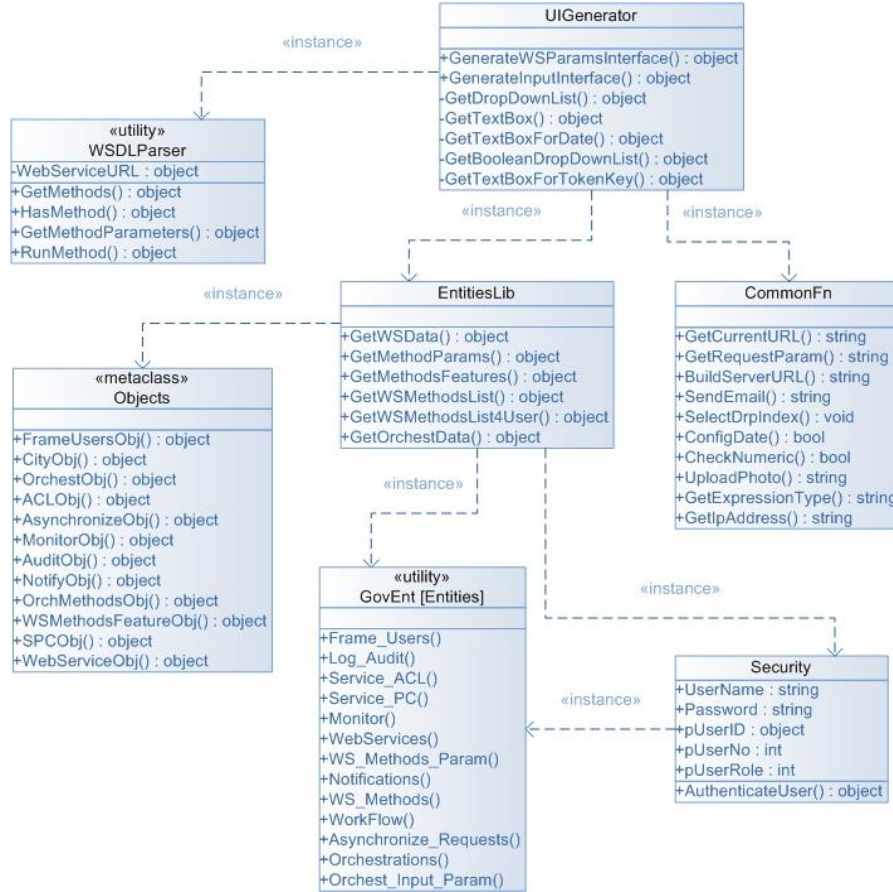 UIGenerator
+GenerateWSParamsInterface() : object
+GenerateInputInterface() : object
-GetDropDownList() : object
-GetTextBox() : object
-GetTextBoxForDate() : object
-GetBooleanDropDownList() : object
-GetTextBoxForTokenKey() : object
«instance»
«utility»
WSDLParser
-WebServiceURL : object
+GetMethods() : object
+HasMethod() : object
+GetMethodParameters() : object
+RunMethod() : object
«instance»
«instance»
EntitiesLib
+GetWSData() : object
+GetMethodParams() : object
+GetMethodsFeatures() : object
+GetWSMethodsList() : object
+GetWSMethodsList4User() : object
+GetOrchestData() : object
CommonFn
+GetCurrentURL() : string
+GetRequestParam() : string
+BuildServerURL() : string
+SendEmail() : string
+SelectDrpIndex() : void
+ConfigDate() : bool
+CheckNumeric() : bool
+UploadPhoto() : string
+GetExpressionType() : string
+GetIpAddress() : string
«instance»
«metaclass»
Objects
+FrameUsersObj() : object
+CityObj() : object
+OrchestObj() : object
+ACLObj() : object
+AsynchronizeObj() : object
+MonitorObj() : object
+AuditObj() : object
+NotifyObj() : object
+OrchMethodsObj() : object
+WSMethodsFeatureObj() : object
+SPCObj() : object
+WebServiceObj() : object
«instance»
«instance»
«utility»
GovEnt [Entities]
+Frame_Users()
+Log_Audit()
+Service_ACL()
+Service_PC()
+Monitor()
+WebServices()
+WS_Methods_Param()
+Notifications()
+WS_Methods()
+WorkFlow()
+Asynchronize_Requests()
+Orchestrations()
+Orchest_Input_Param()
«instance»
Security
+UserName : string
+Password : string
+pUserID : object
+pUserNo : int
+pUserRole : int
+AuthenticateUser() : object